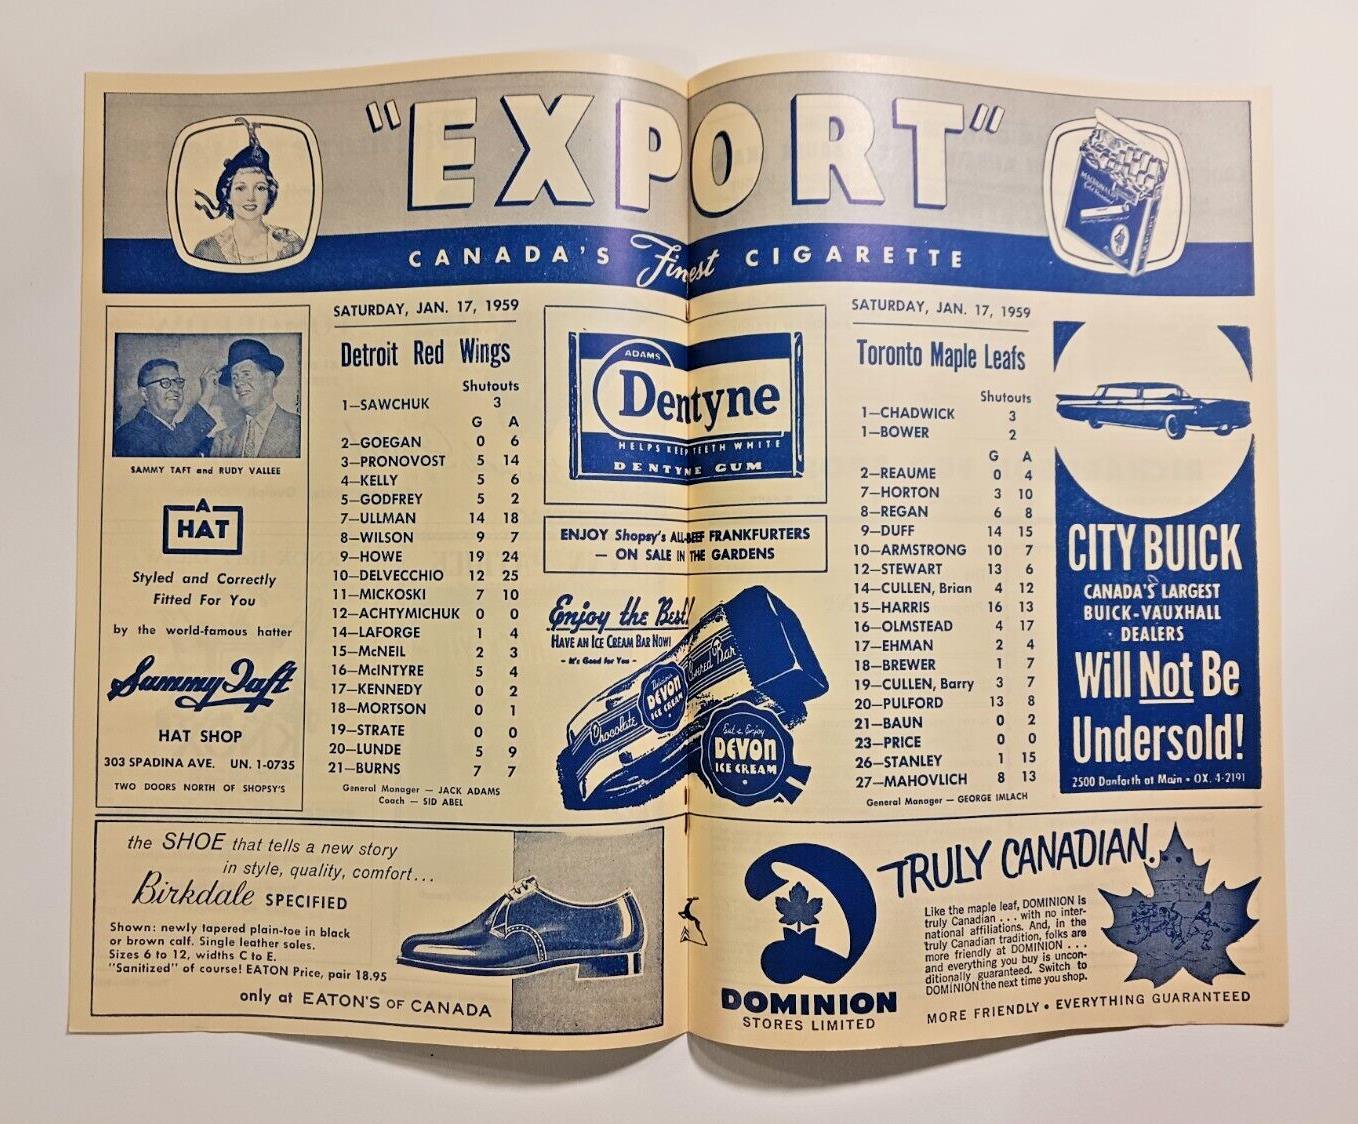 "EXPORT"
CANADA'S Finest CIGARETTE
SAMMY TAFT and RUDY VALLEE
A
HAT
Styled and Correctly
Fitted For You
by the world-famous hatter
Sammy Taft
HAT SHOP
303 SPADINA AVE. UN. 1-0735
TWO DOORS NORTH OF SHOPSY'S
SATURDAY, JAN. 17, 1959
Detroit Red Wings
Shutouts
1—SAWCHUK 3
G A
2—GOEGAN 0 6
3—PRONOVOST 5 14
4—KELLY 5 6
5—GODFREY 5 2
7—ULLMAN 14 18
8—WILSON 9 7
9—HOWE 19 24
10—DELVECCHIO 12 25
11—MICKOSKI 7 10
12—ACHTYMICHUK 0 0
14—LAFORGE 1 4
15—McNEIL 2 3
16—McINTYRE 5 4
17—KENNEDY 0 2
18—MORTSON 0 1
19—STRATE 0 0
20—LUNDE 5 9
21—BURNS 7 7
General Manager — JACK ADAMS
Coach — SID ABEL
ADAMS
Dentyne
HELPS KEEP TEETH WHITE
DENTYNE GUM
ENJOY Shopsy's ALL-BEEF FRANKFURTERS
— ON SALE IN THE GARDENS
Enjoy the Best!
HAVE AN ICE CREAM BAR NOW!
- It's Good for You -
Chocolate Covered Bar
Delicious
DEVON
ICE CREAM
Eat & Enjoy
DEVON
ICE CREAM
SATURDAY, JAN. 17, 1959
Toronto Maple Leafs
Shutouts
1—CHADWICK 3
1—BOWER 2
G A
2—REAUME 0 4
7—HORTON 3 10
8—REGAN 6 8
9—DUFF 14 15
10—ARMSTRONG 10 7
12—STEWART 13 6
14—CULLEN, Brian 4 12
15—HARRIS 16 13
16—OLMSTEAD 4 17
17—EHMAN 2 4
18—BREWER 1 7
19—CULLEN, Barry 3 7
20—PULFORD 13 8
21—BAUN 0 2
23—PRICE 0 0
26—STANLEY 1 15
27—MAHOVLICH 8 13
General Manager — GEORGE IMLACH
CITY BUICK
CANADA'S LARGEST
BUICK-VAUXHALL
DEALERS
Will Not Be
Undersold!
2500 Danforth at Main • OX. 4-2191
the SHOE that tells a new story
in style, quality, comfort...
Birkdale SPECIFIED
Shown: newly tapered plain-toe in black
or brown calf. Single leather soles.
Sizes 6 to 12, widths C to E.
"Sanitized" of course! EATON Price, pair 18.95
only at EATON'S OF CANADA
DOMINION
STORES LIMITED
TRULY CANADIAN.
Like the maple leaf, DOMINION is
truly Canadian . . . with no inter-
national affiliations. And, in the
truly Canadian tradition, folks are
more friendly at DOMINION . . .
and everything you buy is uncon-
ditionally guaranteed. Switch to
DOMINION the next time you shop.
MORE FRIENDLY • EVERYTHING GUARANTEED